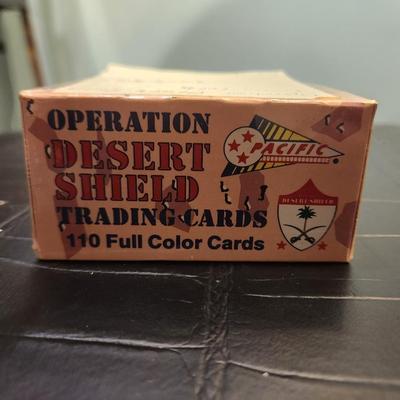 OPERATION
DESERT
SHIELD
TRADING CARDS
110 Full Color Cards
PACIFIC
DESERT SHIELD